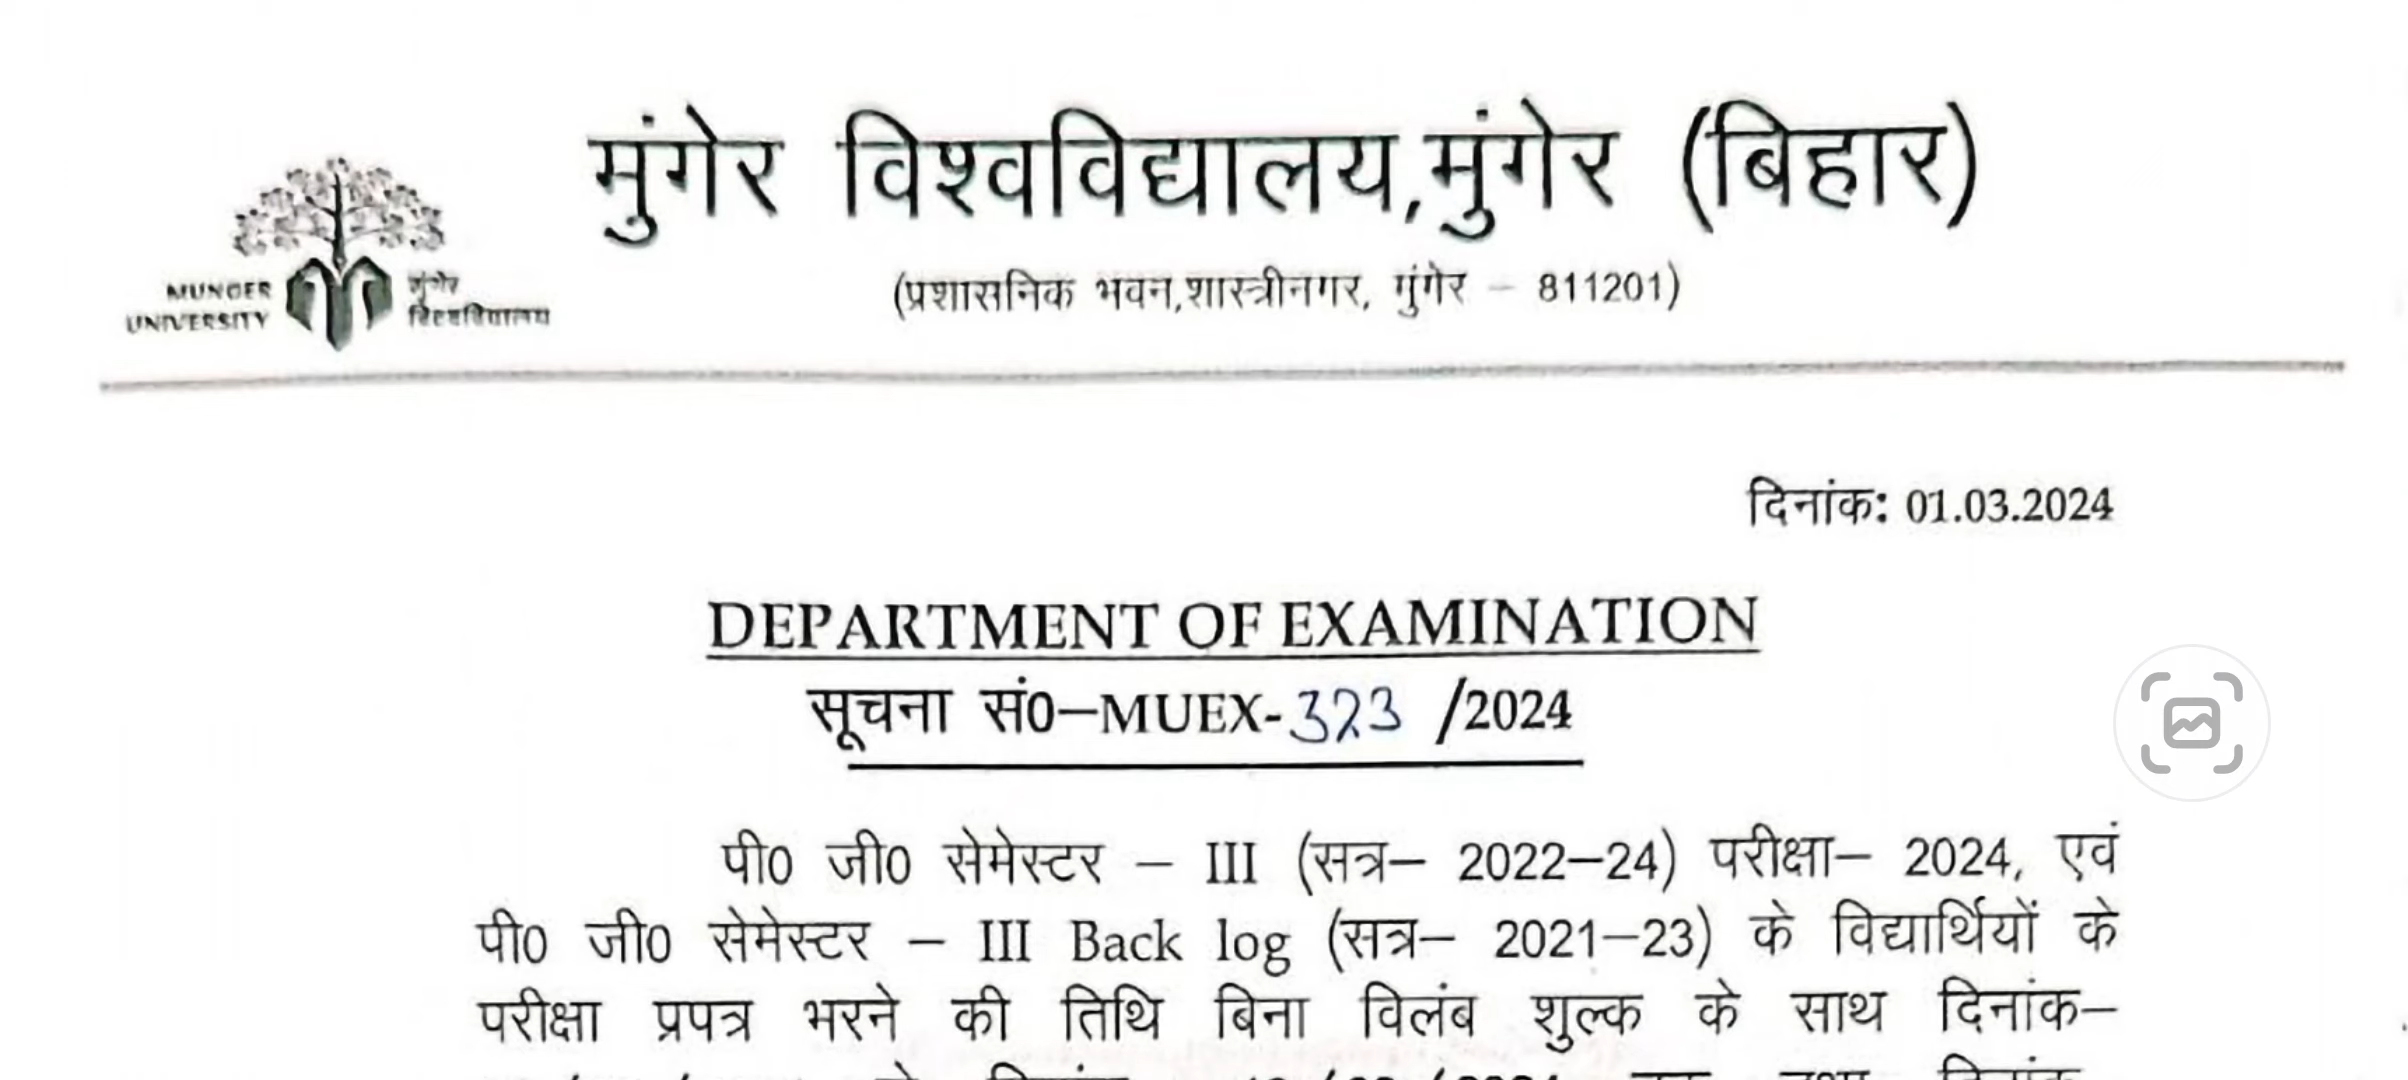 मुंगेर विश्वविद्यालय,मुंगेर (बिहार)
MUNGER UNIVERSITY
मुंगेर विश्वविद्यालय
(प्रशासनिक भवन,शास्त्रीनगर, मुंगेर – 811201)
दिनांक: 01.03.2024
DEPARTMENT OF EXAMINATION
सूचना सं0–MUEX-323 /2024
पी0 जी0 सेमेस्टर – III (सत्र– 2022–24) परीक्षा– 2024, एवं
पी0 जी0 सेमेस्टर – III Back log (सत्र– 2021–23) के विद्यार्थियों के
परीक्षा प्रपत्र भरने की तिथि बिना विलंब शुल्क के साथ दिनांक–